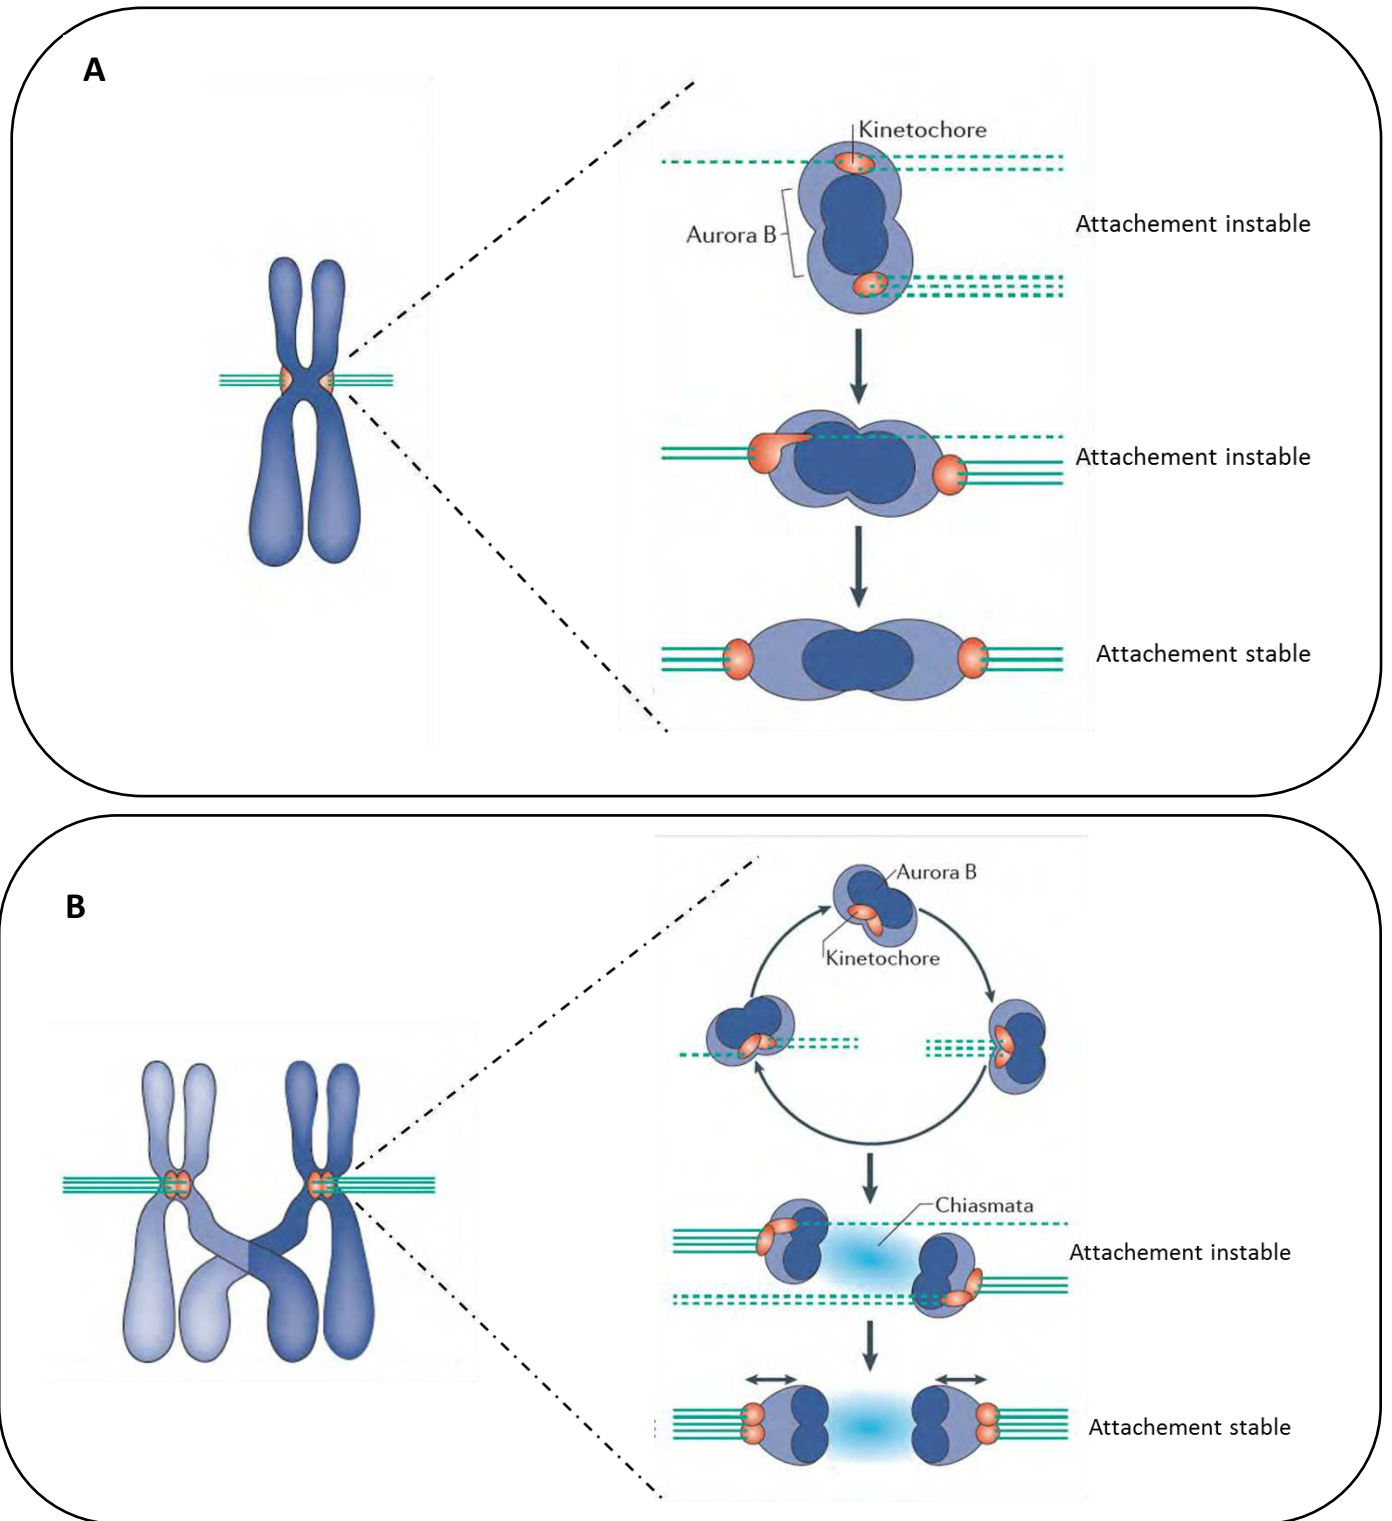 A
Kinetochore
Attachement instable
Aurora B
Attachement instable
Attachement stable
B
Aurora B
Kinetochore
Chiasmata
Attachement instable
Attachement stable